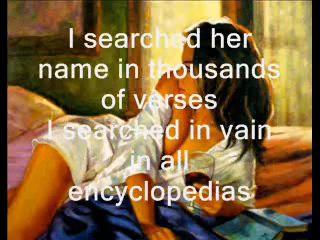 I searched her
name in thousands
of verses
I searched in vain
in all
encyclopedias